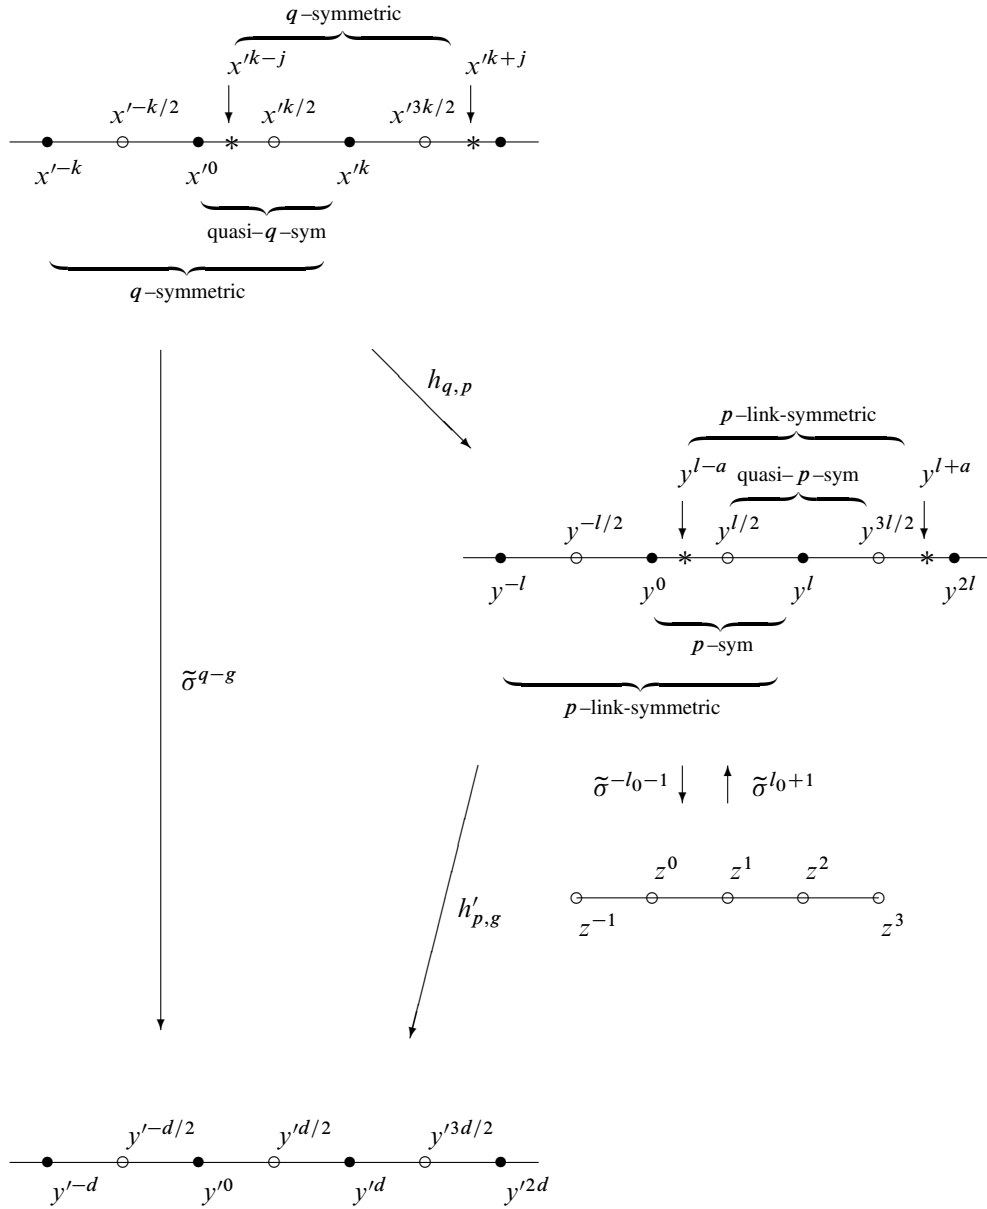 q–symmetric
x′^{k−j} x′^{k+j}
x′^{−k/2} x′^{k/2} x′^{3k/2}
* *
x′^{−k} x′^{0} x′^{k}
quasi–q–sym
q–symmetric
h_{q,p}
p–link-symmetric
y^{l−a} quasi–p–sym y^{l+a}
y^{−l/2} y^{l/2} y^{3l/2}
* *
y^{−l} y^{0} y^{l} y^{2l}
p–sym
σ̃^{q−g}
p–link-symmetric
σ̃^{−l_0−1} σ̃^{l_0+1}
z^{0} z^{1} z^{2}
h′_{p,g}
z^{−1} z^{3}
y′^{−d/2} y′^{d/2} y′^{3d/2}
y′^{−d} y′^{0} y′^{d} y′^{2d}